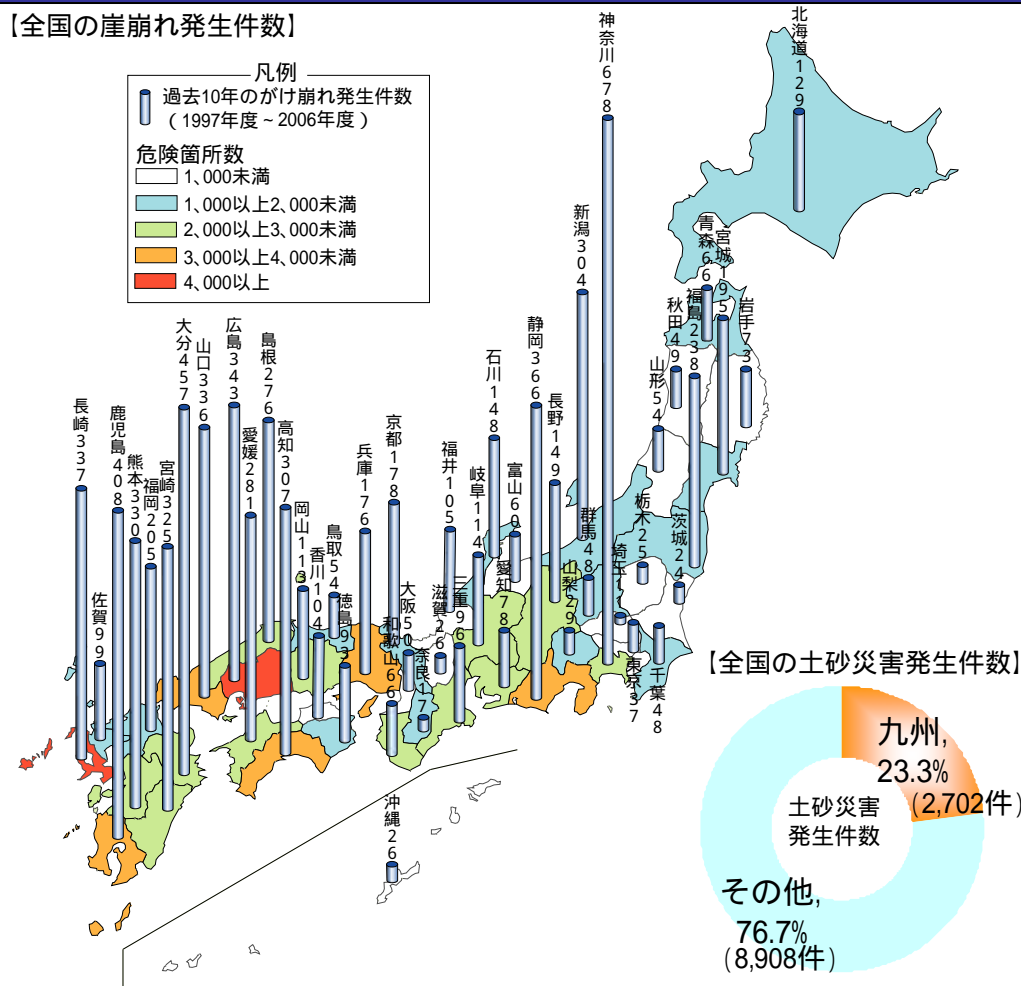 【全国の崖崩れ発生件数】
凡例
過去10年のがけ崩れ発生件数
（1997年度～2006年度）
危険箇所数
1、000未満
1、000以上2、000未満
2、000以上3、000未満
3、000以上4、000未満
4、000以上
北海道129
神奈川678
新潟304
青森66
宮城195
福島238
秋田49
岩手73
山形54
静岡366
長野149
石川148
富山60
大分457
山口336
広島343
島根276
長崎337
鹿児島408
熊本330
福岡205
宮崎325
愛媛281
高知307
岡山113
香川104
鳥取54
徳島93
兵庫176
京都178
福井105
岐阜114
愛知78
三重96
滋賀26
大阪50
奈良17
和歌山66
佐賀99
群馬48
山梨29
埼玉11
栃木25
茨城24
東京37
千葉48
沖縄26
【全国の土砂災害発生件数】
九州,
23.3%
(2,702件)
土砂災害
発生件数
その他,
76.7%
(8,908件)